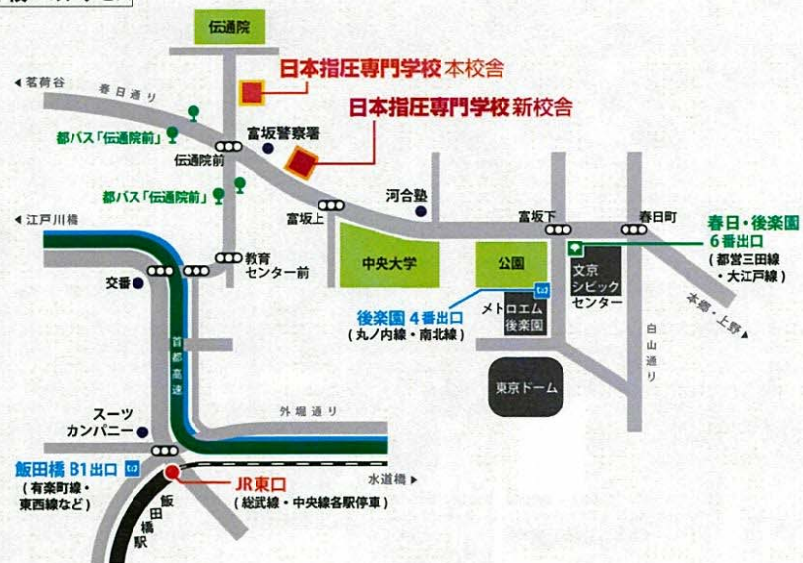 伝通院
日本指圧専門学校 本校舎
◀ 茗荷谷
春日通り
日本指圧専門学校 新校舎
都バス「伝通院前」
富坂警察署
伝通院前
都バス「伝通院前」
河合塾
◀ 江戸川橋
富坂上
富坂下
春日町
春日・後楽園
6番出口
(都営三田線
・大江戸線)
教育
センター前
中央大学
公園
文京
シビック
センター
交番
後楽園 4番出口
(丸ノ内線・南北線)
メトロエム
後楽園
本郷・上野▶
白山通り
首都高速
東京ドーム
スーツ
カンパニー
外堀通り
飯田橋 B1出口
(有楽町線・
東西線など)
JR東口
(総武線・中央線各駅停車)
水道橋 ▶
飯田橋駅